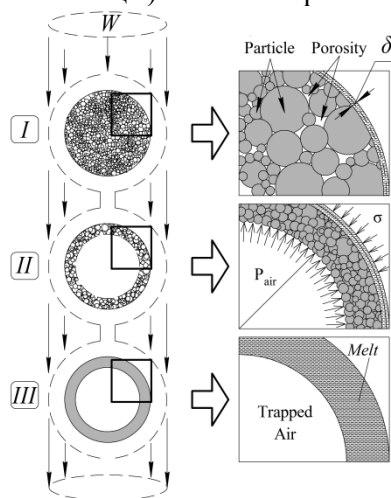 W
Particle
Porosity
δ
I
II
σ
P_air
III
Melt
Trapped
Air